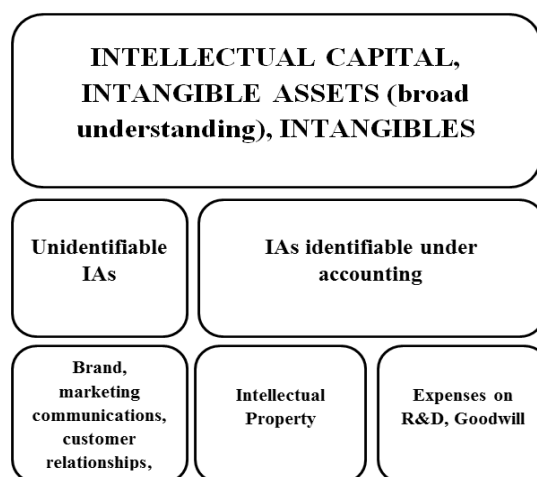 INTELLECTUAL CAPITAL,
INTANGIBLE ASSETS (broad
understanding), INTANGIBLES
Unidentifiable
IAs
IAs identifiable under
accounting
Brand,
marketing
communications,
customer
relationships,
Intellectual
Property
Expenses on
R&D, Goodwill